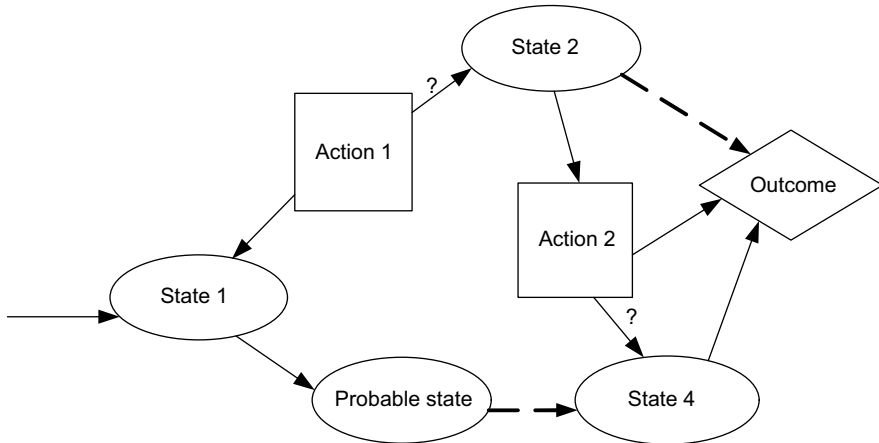 State 2
?
Action 1
Outcome
Action 2
State 1
?
Probable state
State 4